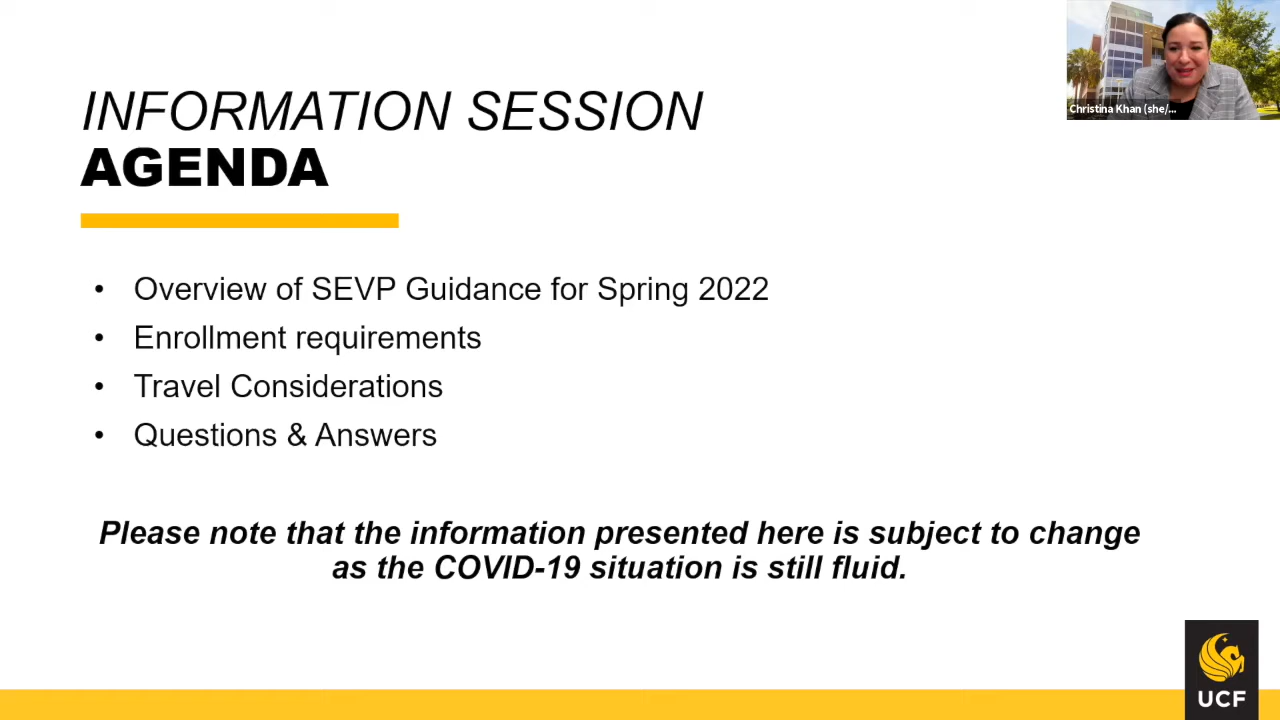 INFORMATION SESSION
AGENDA
• Overview of SEVP Guidance for Spring 2022
• Enrollment requirements
• Travel Considerations
• Questions & Answers
Please note that the information presented here is subject to change
as the COVID-19 situation is still fluid.
Christina Khan (she/...
UCF